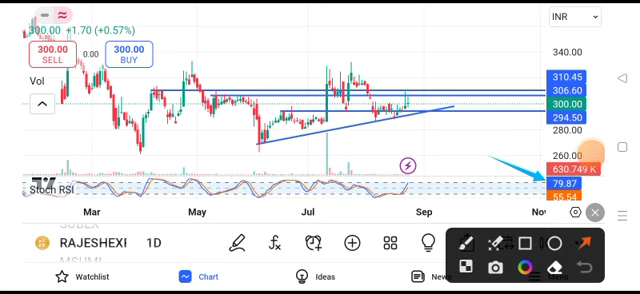 INR
300.00 +1.70 (+0.57%)
300.00
SELL
0.00
300.00
BUY
Vol
340.00
310.45
306.60
300.00
294.50
280.00
260.00
630.749 K
Stoch RSI
79.87
55.54
Mar
May
Jul
Sep
Nov
RAJESHEXI
1D
Watchlist
Chart
Ideas
News